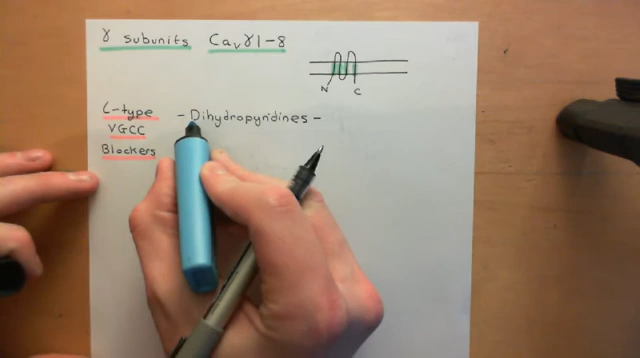 γ subunits Caᵥγ1-8
N C
L-type - Dihydropyridines -
VGCC
Blockers